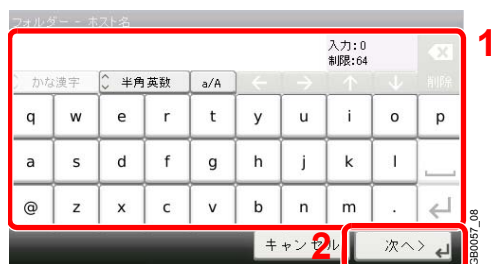 フォルダー - ホスト名
1
入力:0
制限:64
かな漢字 半角英数 a/A ← → ↑ ↓ 削除
q w e r t y u i o p
a s d f g h j k l
@ z x c v b n m .
キャンセル 2 次へ >
GB0057_08